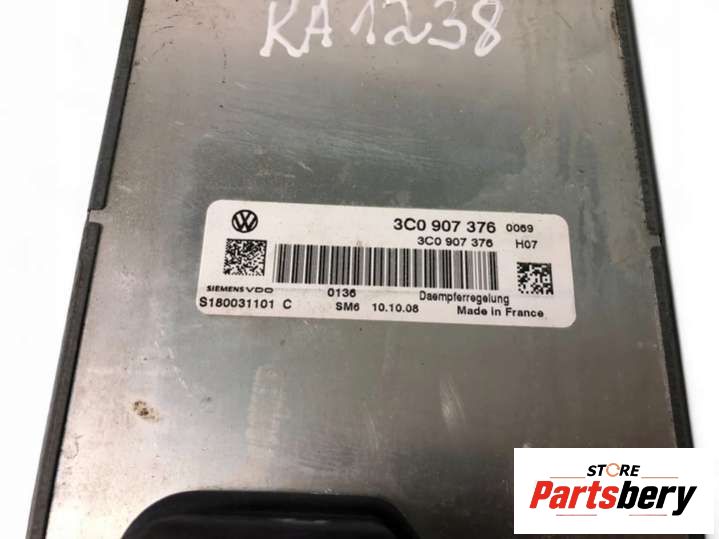 RA1238
3C0 907 376 0069
3C0 907 376 H07
SIEMENS VDO 0136 Daempferregelung
S180031101 C SM6 10.10.08 Made in France
STORE
Partsbery